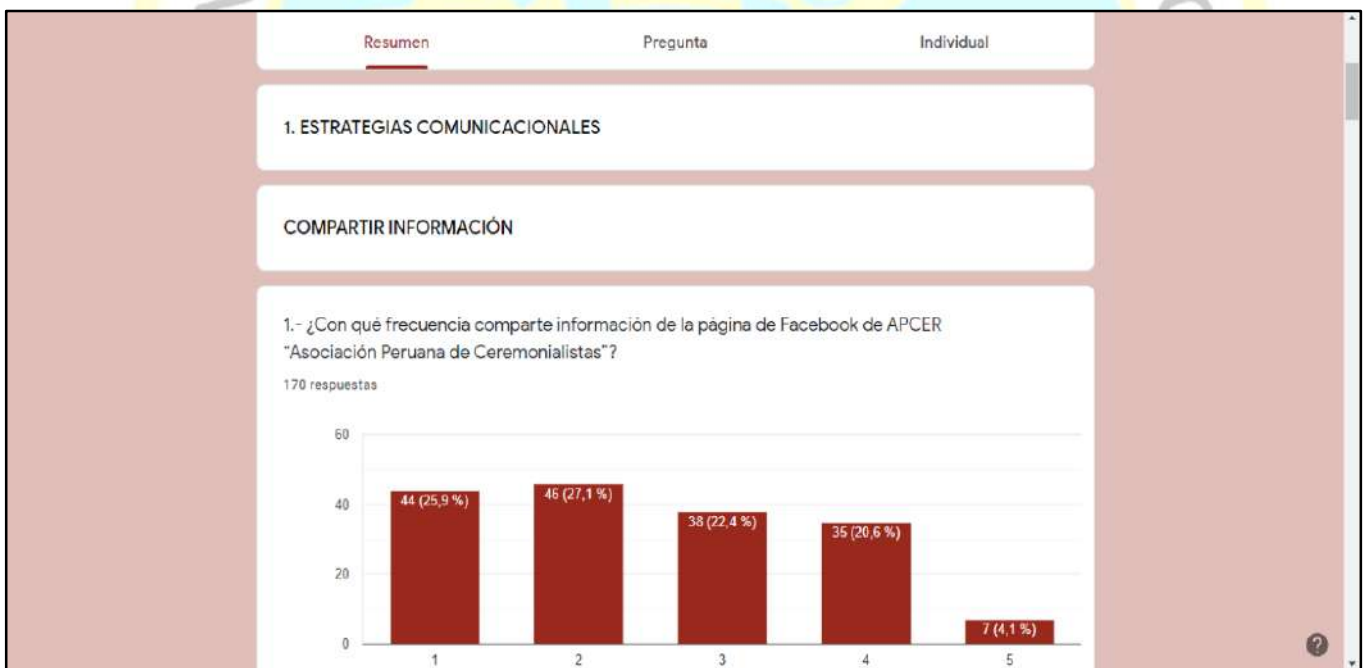 Resumen Pregunta Individual
1. ESTRATEGIAS COMUNICACIONALES
COMPARTIR INFORMACIÓN
1.- ¿Con qué frecuencia comparte información de la página de Facebook de APCER
"Asociación Peruana de Ceremonialistas"?
170 respuestas
60
40
20
0
44 (25,9 %)
46 (27,1 %)
38 (22,4 %)
35 (20,6 %)
7 (4,1 %)
1 2 3 4 5